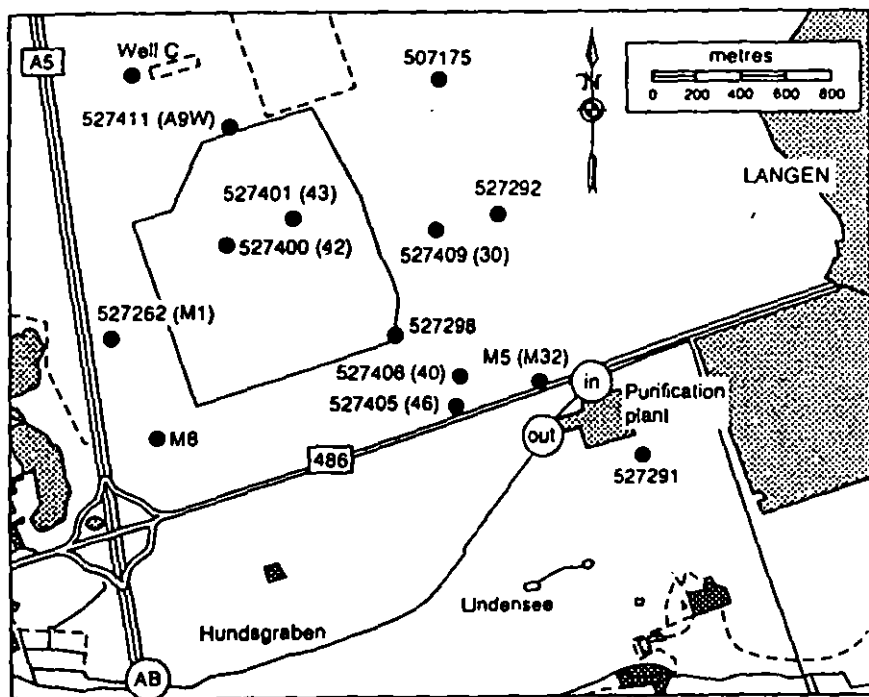 A5
Well C
507175
metres
0 200 400 600 800
N
527411 (A9W)
LANGEN
527292
527401 (43)
527409 (30)
527400 (42)
527262 (M1)
527298
M5 (M32)
527406 (40)
in
527405 (46)
Purification
plant
out
M8
486
527291
Lindensee
Hundsgraben
AB